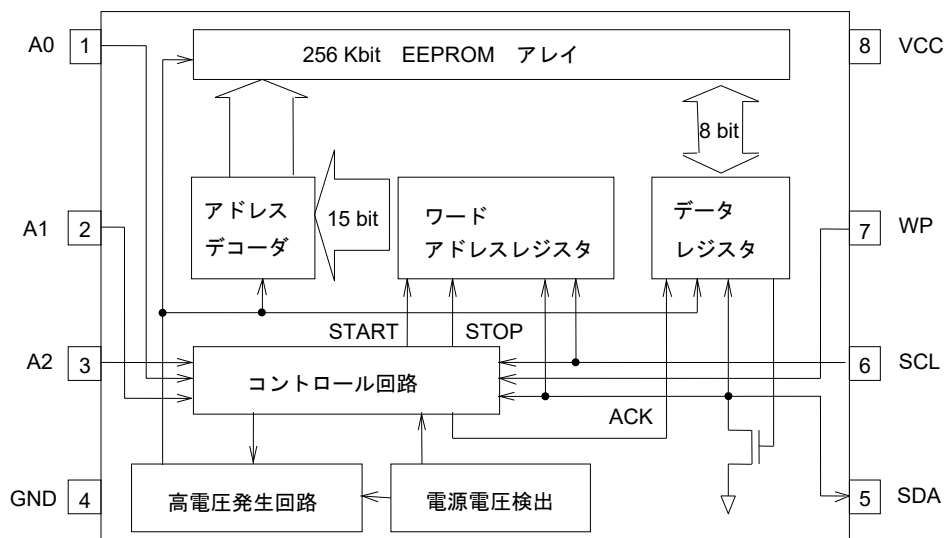 A0 1
256 Kbit EEPROM アレイ
8 VCC
8 bit
アドレス
デコーダ
15 bit
ワード
アドレスレジスタ
データ
レジスタ
A1 2
7 WP
START
STOP
A2 3
コントロール回路
6 SCL
ACK
GND 4
高電圧発生回路
電源電圧検出
5 SDA